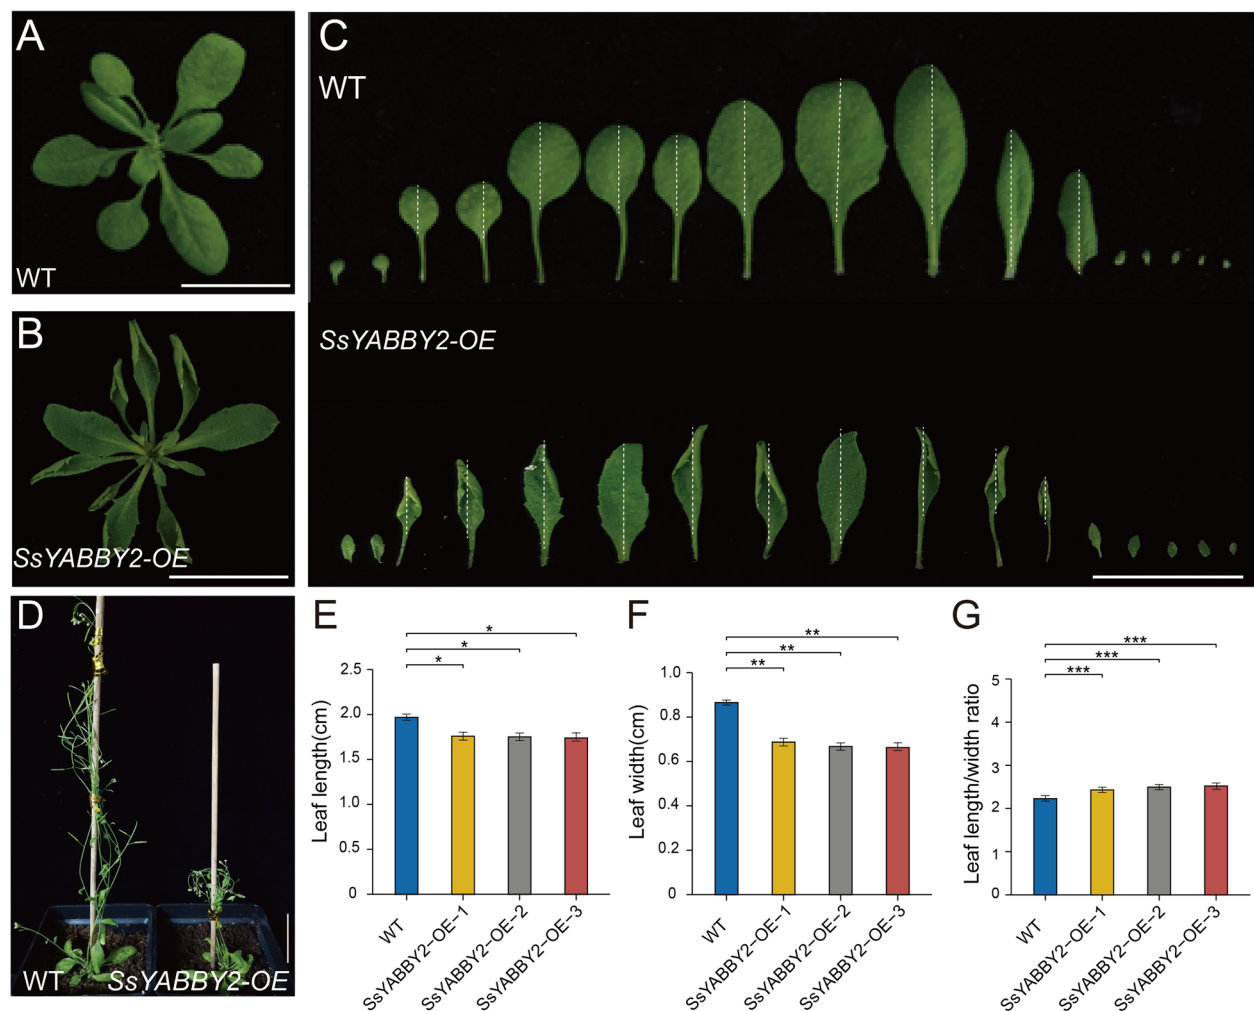 A
WT
B
SsYABBY2-OE
C
WT
SsYABBY2-OE
D
WT SsYABBY2-OE
E
*
*
*
Leaf length(cm)
2.5
2.0
1.5
1.0
0.5
0
WT
SsYABBY2-OE-1
SsYABBY2-OE-2
SsYABBY2-OE-3
F
**
**
**
Leaf width(cm)
1.0
0.8
0.6
0.4
0.2
0
WT
SsYABBY2-OE-1
SsYABBY2-OE-2
SsYABBY2-OE-3
G
***
***
***
Leaf length/width ratio
5
4
3
2
1
0
WT
SsYABBY2-OE-1
SsYABBY2-OE-2
SsYABBY2-OE-3